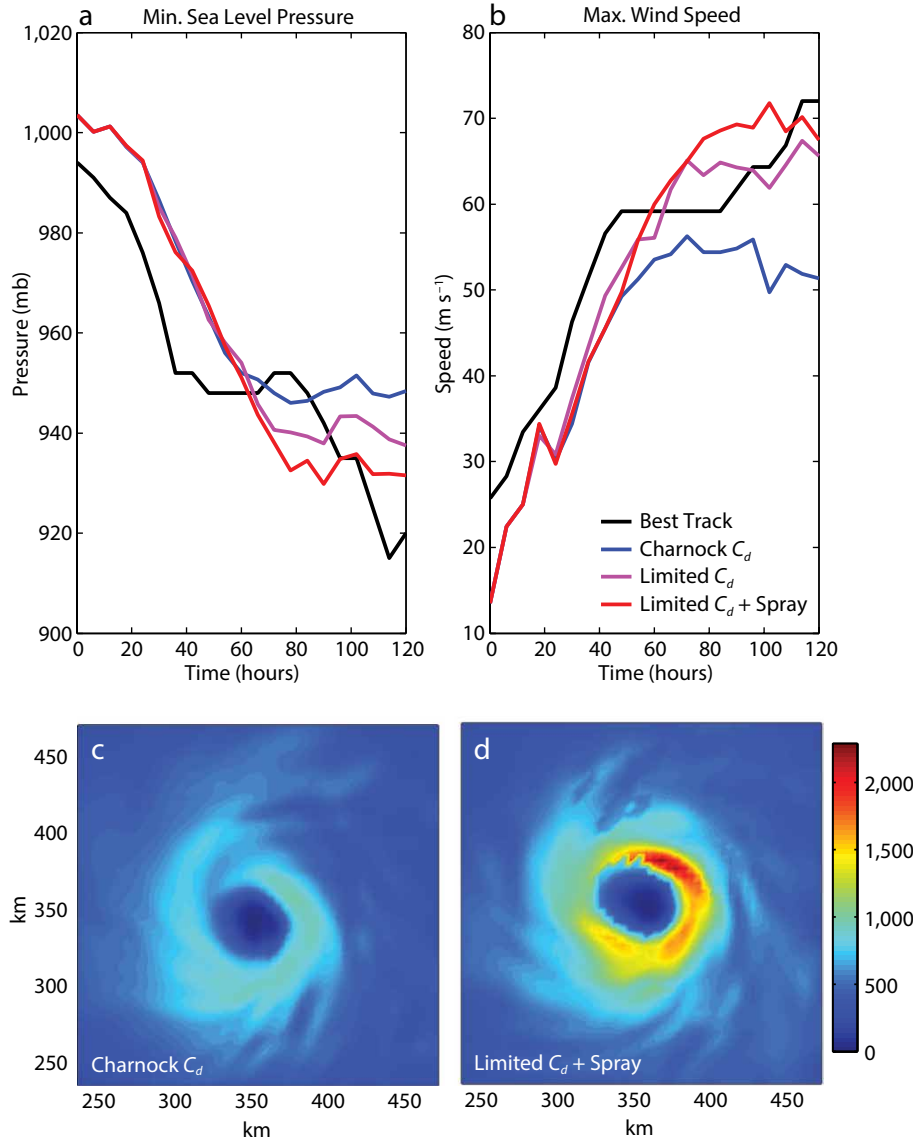 a Min. Sea Level Pressure
1,020
1,000
980
960
940
920
900
Pressure (mb)
0 20 40 60 80 100 120
Time (hours)
b Max. Wind Speed
80
70
60
50
40
30
20
10
Speed (m s⁻¹)
Best Track
Charnock C_d
Limited C_d
Limited C_d + Spray
0 20 40 60 80 100 120
Time (hours)
c
450
400
350
300
250
km
Charnock C_d
250 300 350 400 450
km
d
Limited C_d + Spray
250 300 350 400 450
km
2,000
1,500
1,000
500
0